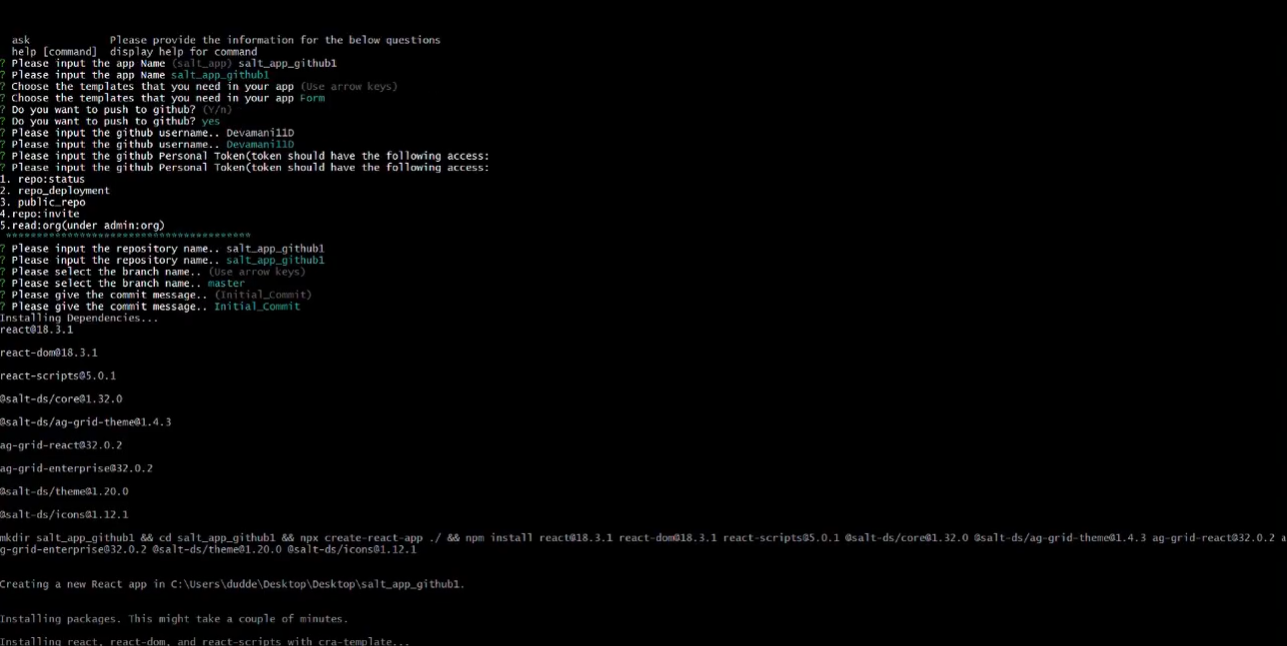 ask             Please provide the information for the below questions
help [command]  display help for command
? Please input the app Name (salt_app) salt_app_github1
? Please input the app Name salt_app_github1
? Choose the templates that you need in your app (Use arrow keys)
? Choose the templates that you need in your app Form
? Do you want to push to github? (Y/n)
? Do you want to push to github? yes
? Please input the github username.. Devamani11D
? Please input the github username.. Devamani11D
? Please input the github Personal Token(token should have the following access:
? Please input the github Personal Token(token should have the following access:
1. repo:status
2. repo_deployment
3. public_repo
4.repo:invite
5.read:org(under admin:org)
****************************************
? Please input the repository name.. salt_app_github1
? Please input the repository name.. salt_app_github1
? Please select the branch name.. (Use arrow keys)
? Please select the branch name.. master
? Please give the commit message.. (Initial_Commit)
? Please give the commit message.. Initial_Commit
Installing Dependencies...
react@18.3.1
react-dom@18.3.1
react-scripts@5.0.1
@salt-ds/core@1.32.0
@salt-ds/ag-grid-theme@1.4.3
ag-grid-react@32.0.2
ag-grid-enterprise@32.0.2
@salt-ds/theme@1.20.0
@salt-ds/icons@1.12.1
mkdir salt_app_github1 && cd salt_app_github1 && npx create-react-app ./ && npm install react@18.3.1 react-dom@18.3.1 react-scripts@5.0.1 @salt-ds/core@1.32.0 @salt-ds/ag-grid-theme@1.4.3 ag-grid-react@32.0.2 a
g-grid-enterprise@32.0.2 @salt-ds/theme@1.20.0 @salt-ds/icons@1.12.1
Creating a new React app in C:\Users\dudde\Desktop\Desktop\salt_app_github1.
Installing packages. This might take a couple of minutes.
Installing react, react-dom, and react-scripts with cra-template...